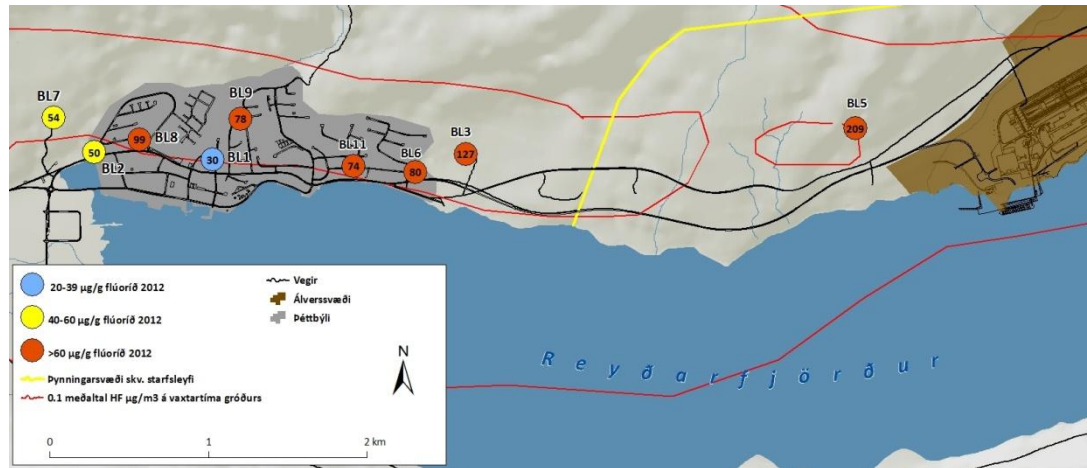 BL7
54
BL9
78
BL5
209
99
BL8
BL3
127
50
BL2
30
BL1
BL11
74
BL6
80
20-39 µg/g flúoríð 2012
40-60 µg/g flúoríð 2012
>60 µg/g flúoríð 2012
Þynningarsvæði skv. starfsleyfi
0.1 meðaltal HF µg/m3 á vaxtartíma gróðurs
Vegir
Álverssvæði
Þéttbýli
N
0 1 2 km
Reyðarfjörður